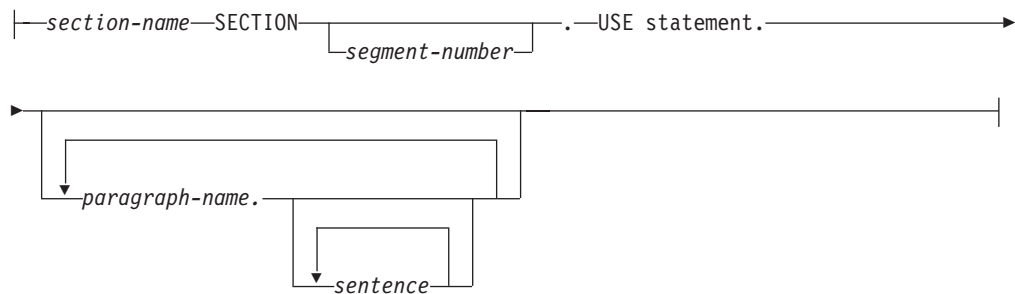 section-name SECTION . USE statement.
segment-number
paragraph-name.
sentence